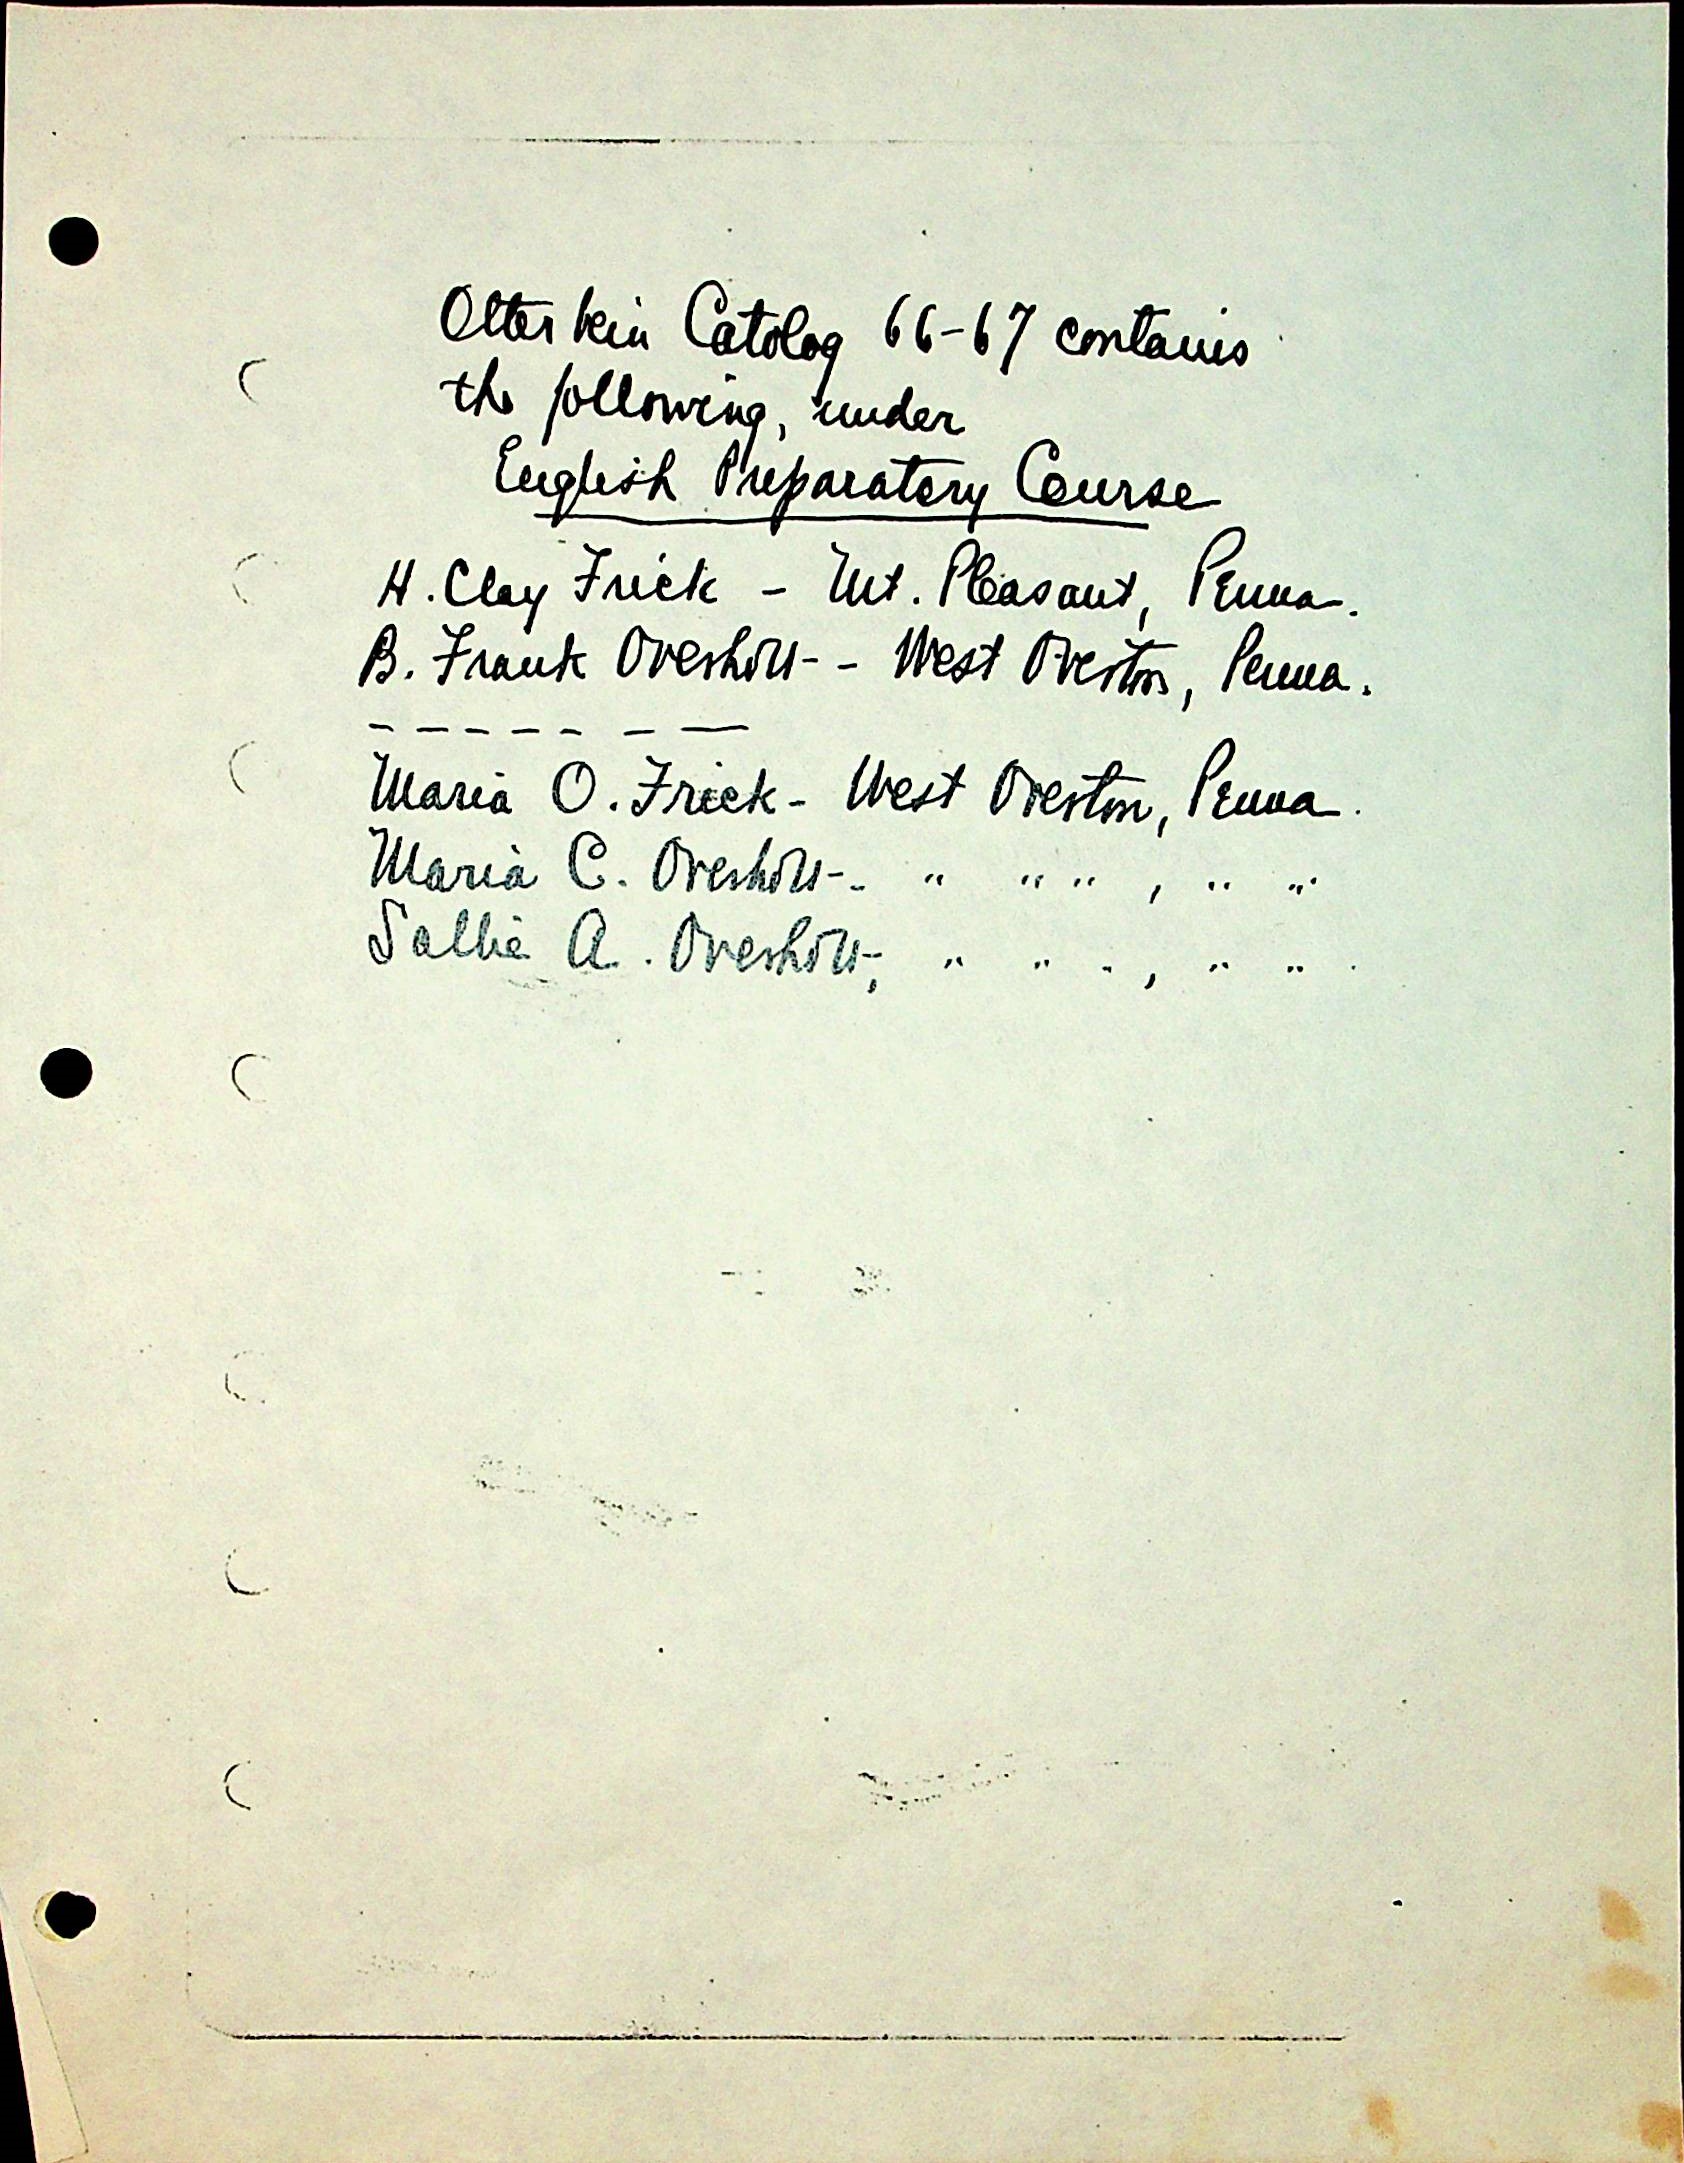 Otterbein Catolog 66-67 contains
the following, under
English Preparatory Course
H. Clay Frick - Mt. Pleasant, Penna.
B. Frank Overholt - - West Overton, Penna.
- - - - - - —
Maria O. Frick - West Overton, Penna.
Maria C. Overholt - . " " " , " "
Sallie A. Overholt - , " " " , " " .